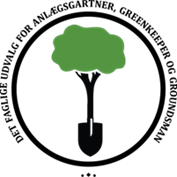 DET FAGLIGE UDVALG FOR ANLÆGSGARTNER, GREENKEEPER OG GROUNDSMAN